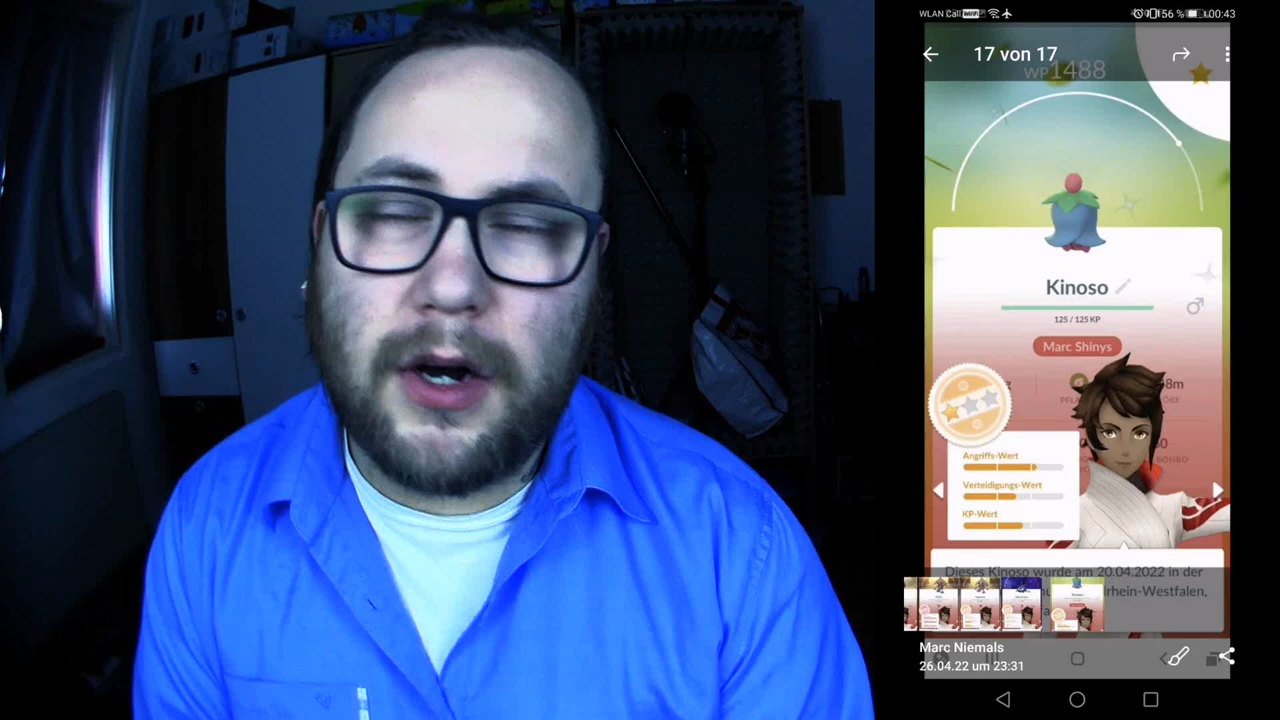 WLAN Call
56 % 00:43
17 von 17
WP1488
Kinoso
125 / 125 KP
Marc Shinys
8m
Angriffs-Wert
Verteidigungs-Wert
KP-Wert
Dieses Kinoso wurde am 20.04.2022 in der
rhein-Westfalen,
Marc Niemals
26.04.22 um 23:31